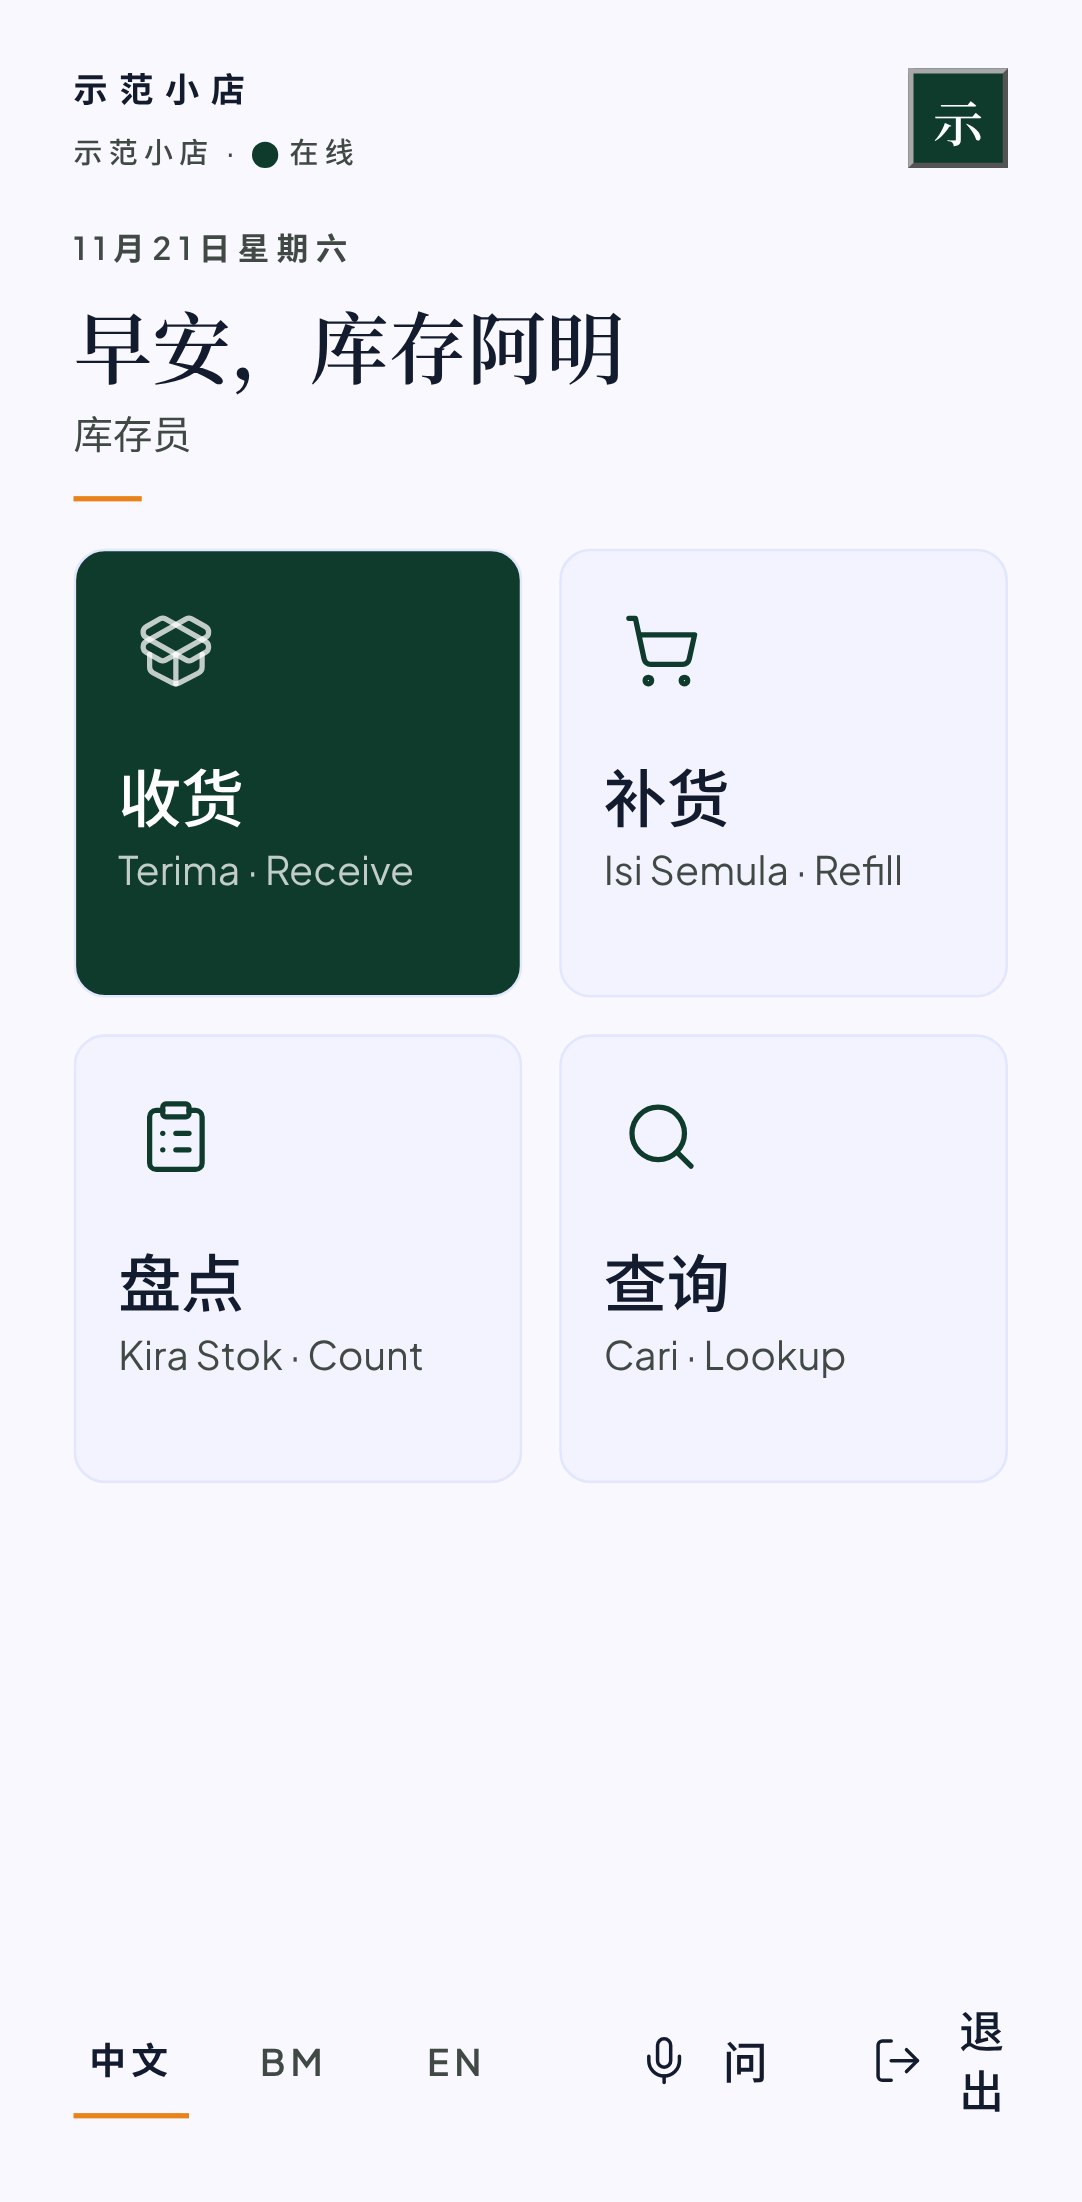 示范小店
示范小店 · 在线
示
11月21日星期六
早安，库存阿明
库存员
收货
Terima · Receive
补货
Isi Semula · Refill
盘点
Kira Stok · Count
查询
Cari · Lookup
中文
BM
EN
问
退
出